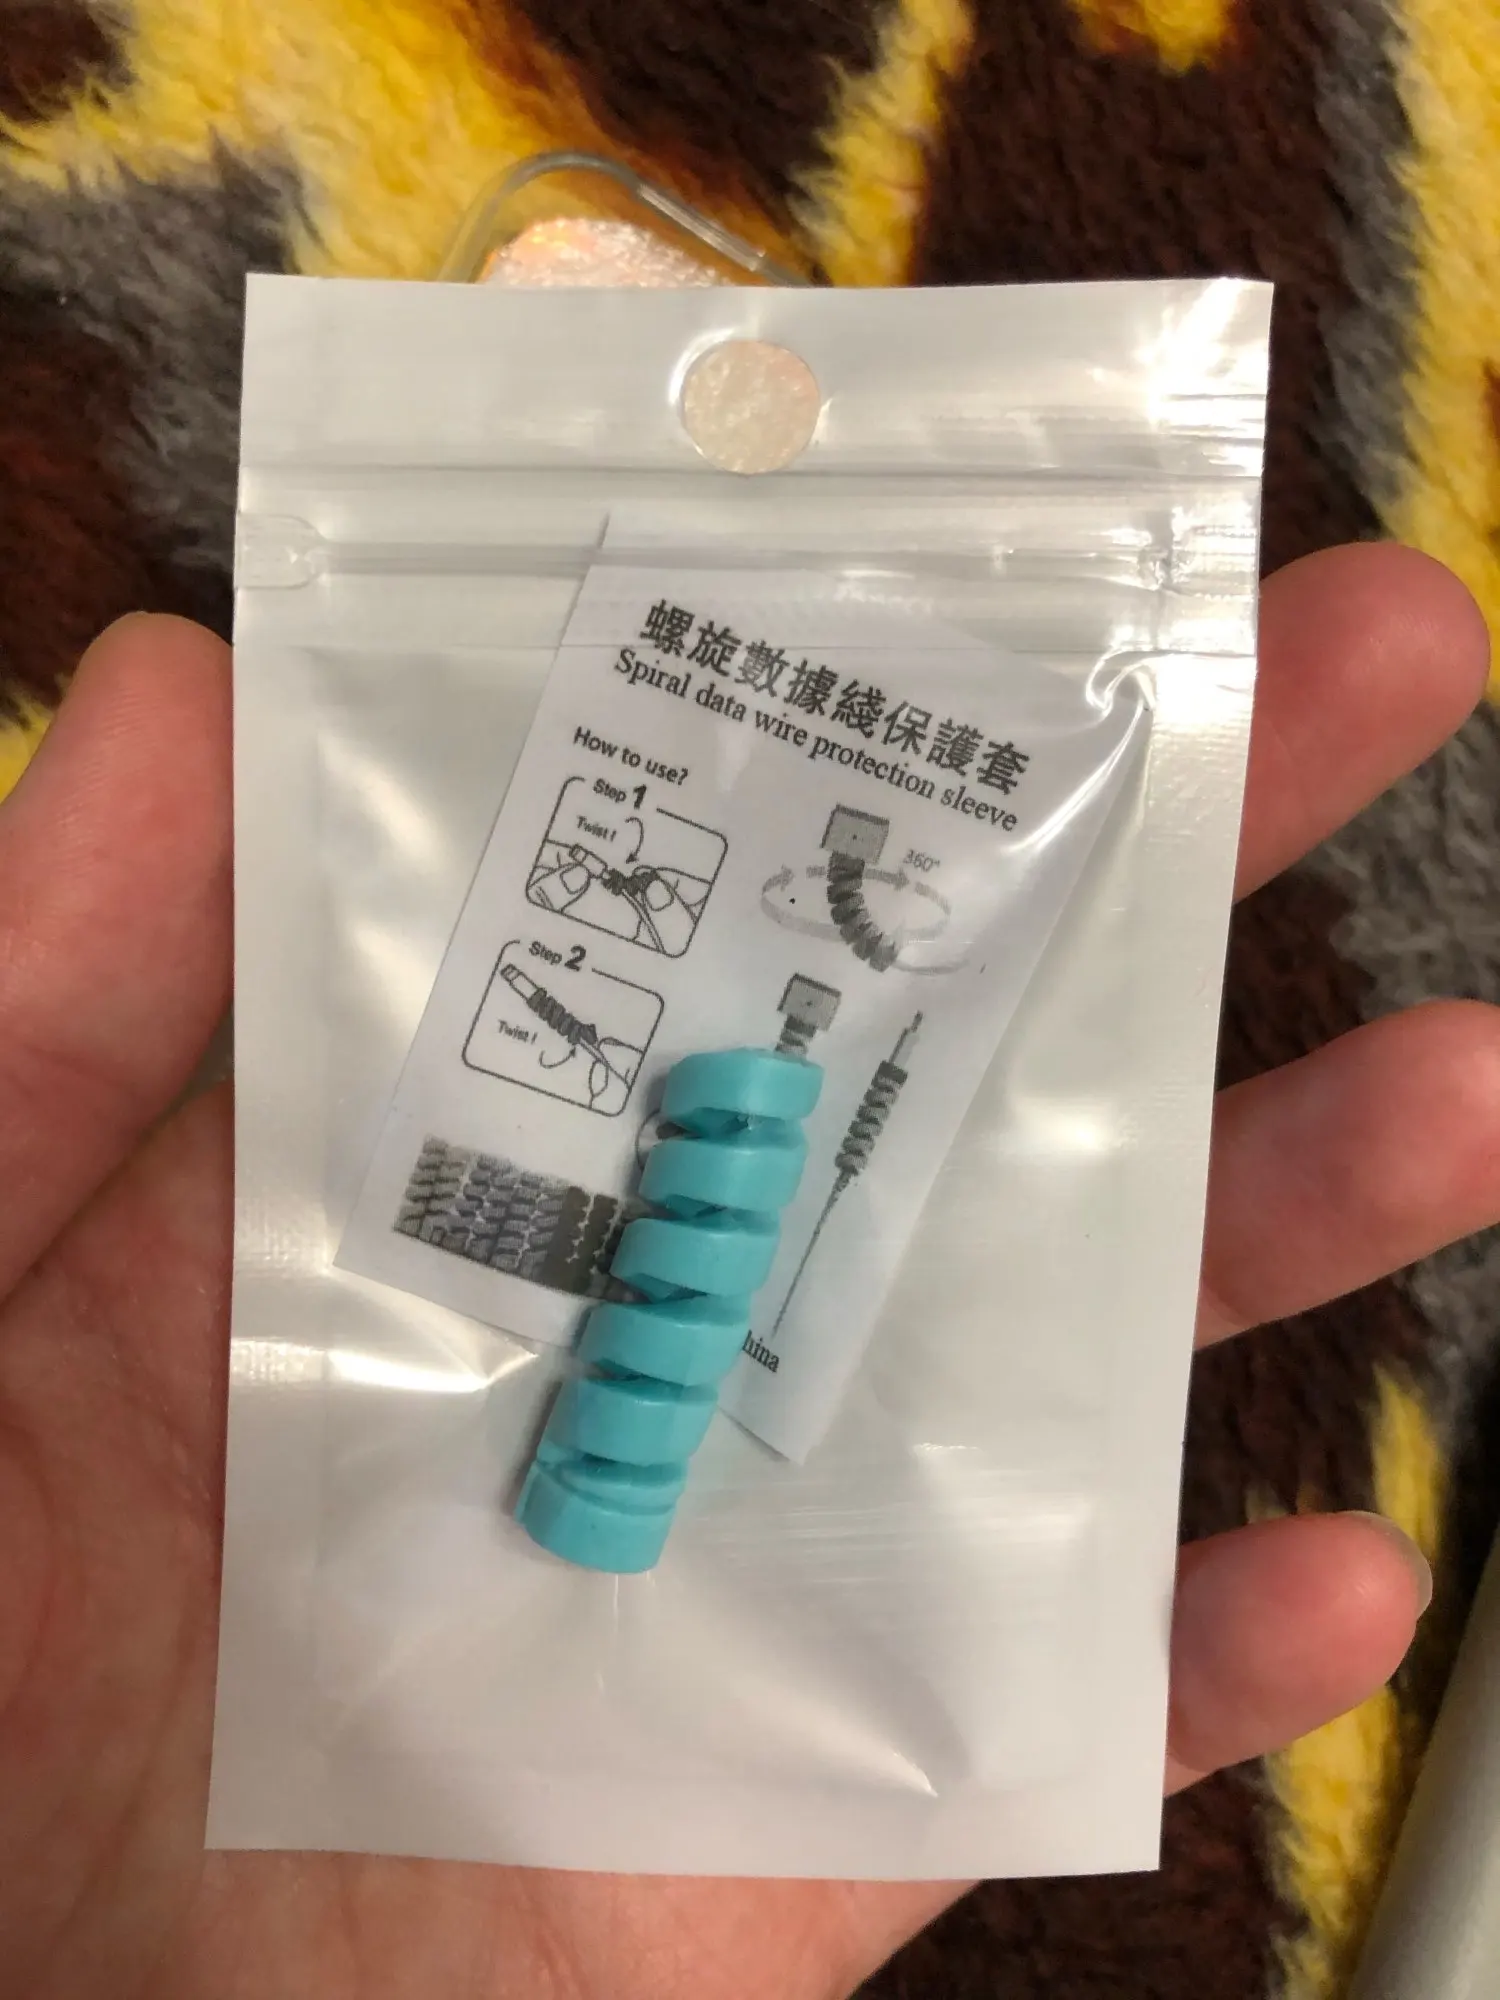 螺旋數據綫保護套
Spiral data wire protection sleeve
How to use?
Step 1
Twist !
360°
Step 2
Twist !
hina